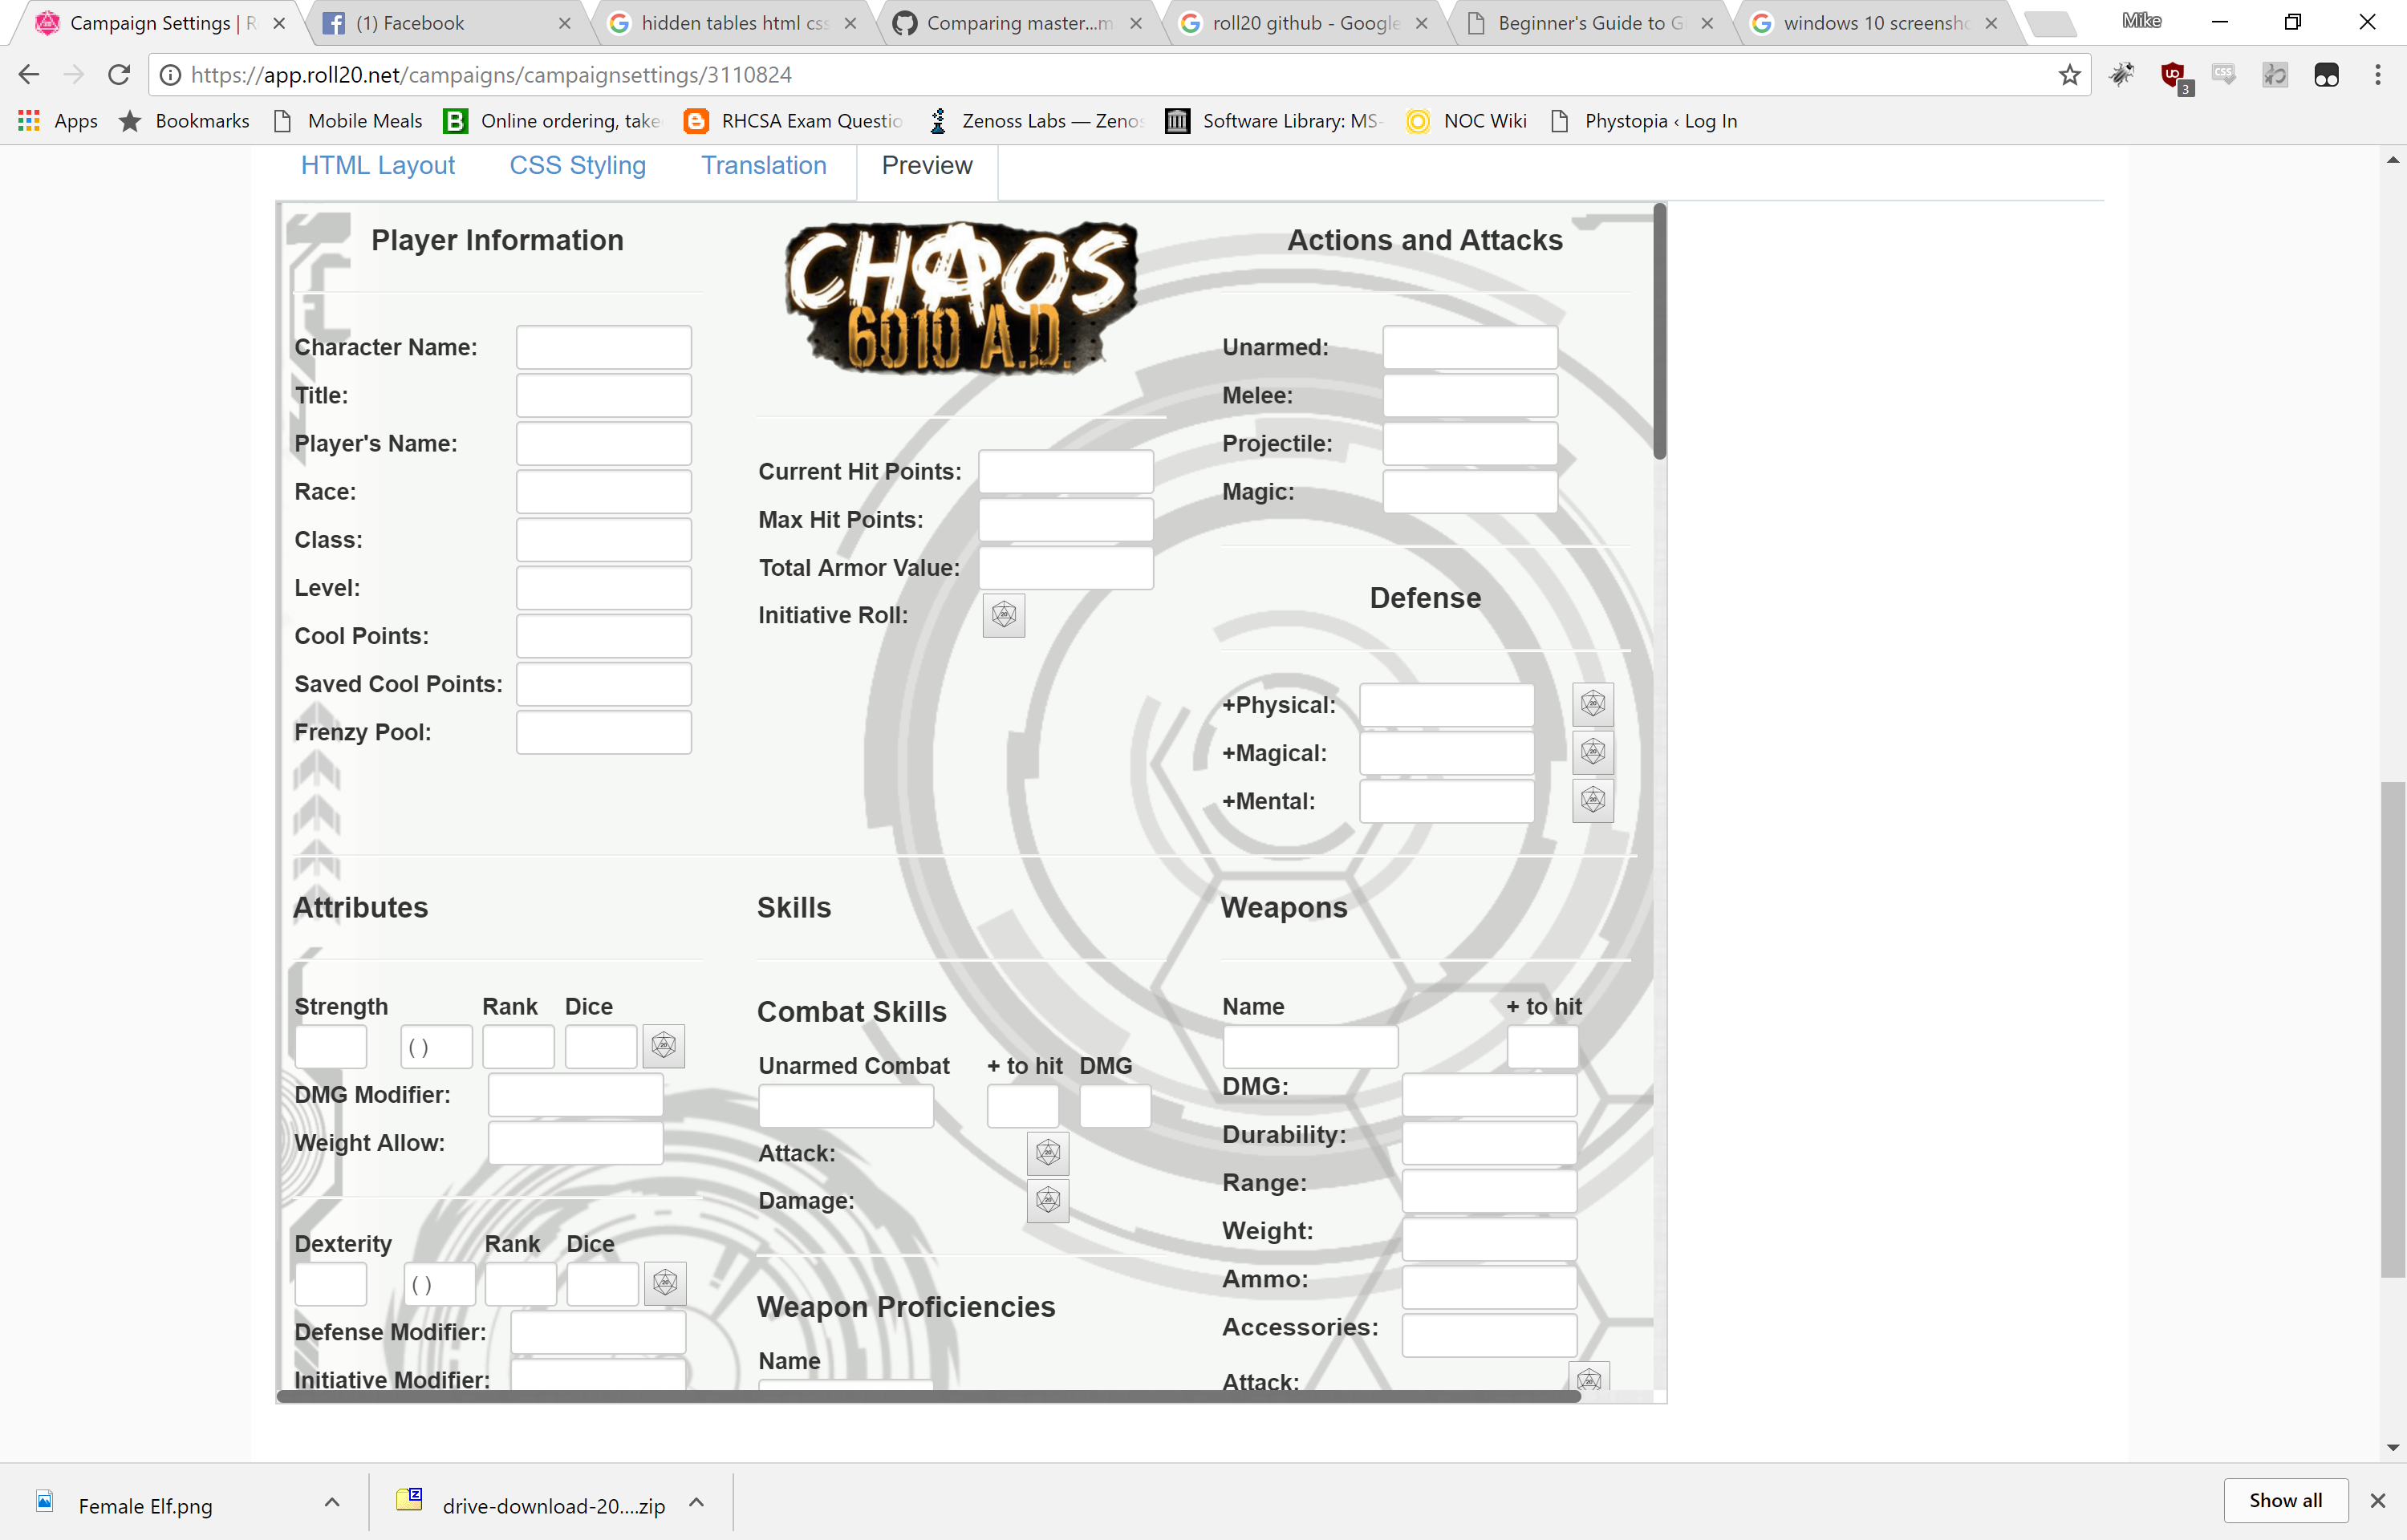 Campaign Settings | R
(1) Facebook
hidden tables html css
Comparing master...m
roll20 github - Google
Beginner's Guide to G
windows 10 screensho
Mike
https://app.roll20.net/campaigns/campaignsettings/3110824
3
CSS
Apps
Bookmarks
Mobile Meals
Online ordering, take
RHCSA Exam Questio
Zenoss Labs — Zenos
Software Library: MS-
NOC Wiki
Phystopia ‹ Log In
HTML Layout
CSS Styling
Translation
Preview
Player Information
Character Name:
Title:
Player's Name:
Race:
Class:
Level:
Cool Points:
Saved Cool Points:
Frenzy Pool:
CHAOS
6010 A.D.
Current Hit Points:
Max Hit Points:
Total Armor Value:
Initiative Roll:
Actions and Attacks
Unarmed:
Melee:
Projectile:
Magic:
Defense
+Physical:
+Magical:
+Mental:
Attributes
Strength Rank Dice
( )
DMG Modifier:
Weight Allow:
Dexterity Rank Dice
( )
Defense Modifier:
Initiative Modifier:
Skills
Combat Skills
Unarmed Combat + to hit DMG
Attack:
Damage:
Weapon Proficiencies
Name
Weapons
Name + to hit
DMG:
Durability:
Range:
Weight:
Ammo:
Accessories:
Attack:
Female Elf.png
drive-download-20....zip
Show all